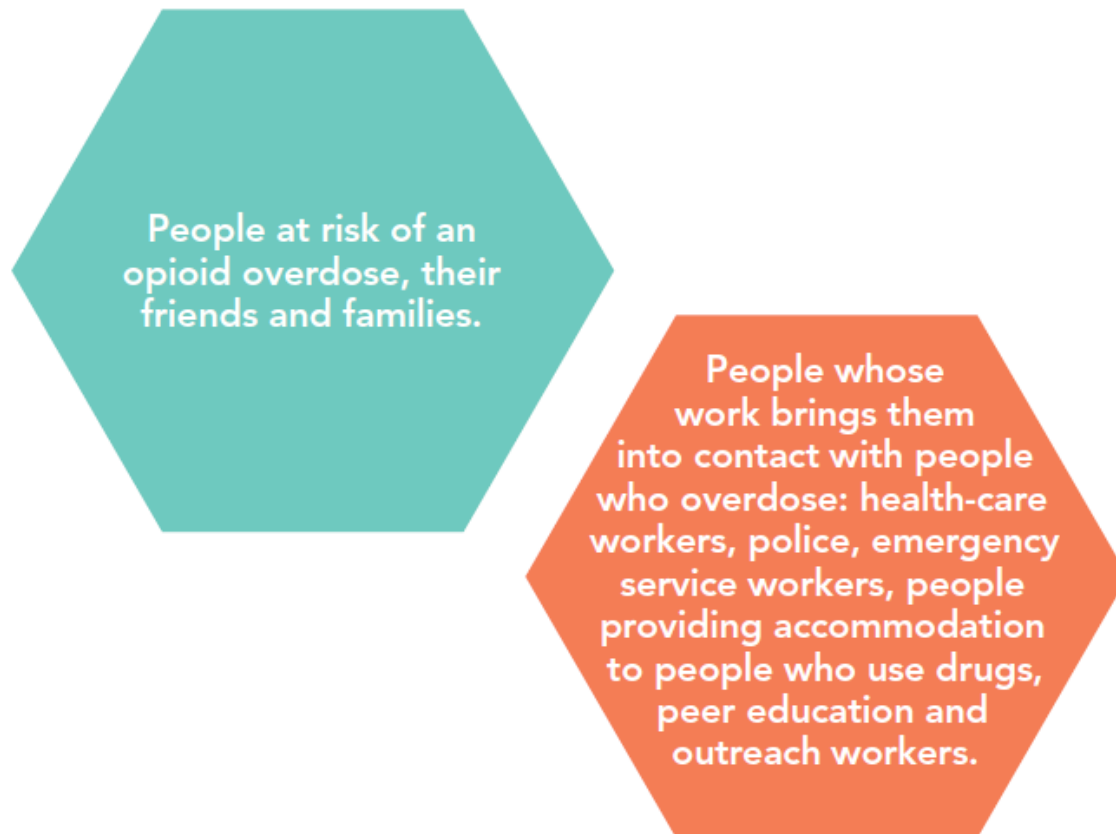 People at risk of an
opioid overdose, their
friends and families.
People whose
work brings them
into contact with people
who overdose: health-care
workers, police, emergency
service workers, people
providing accommodation
to people who use drugs,
peer education and
outreach workers.